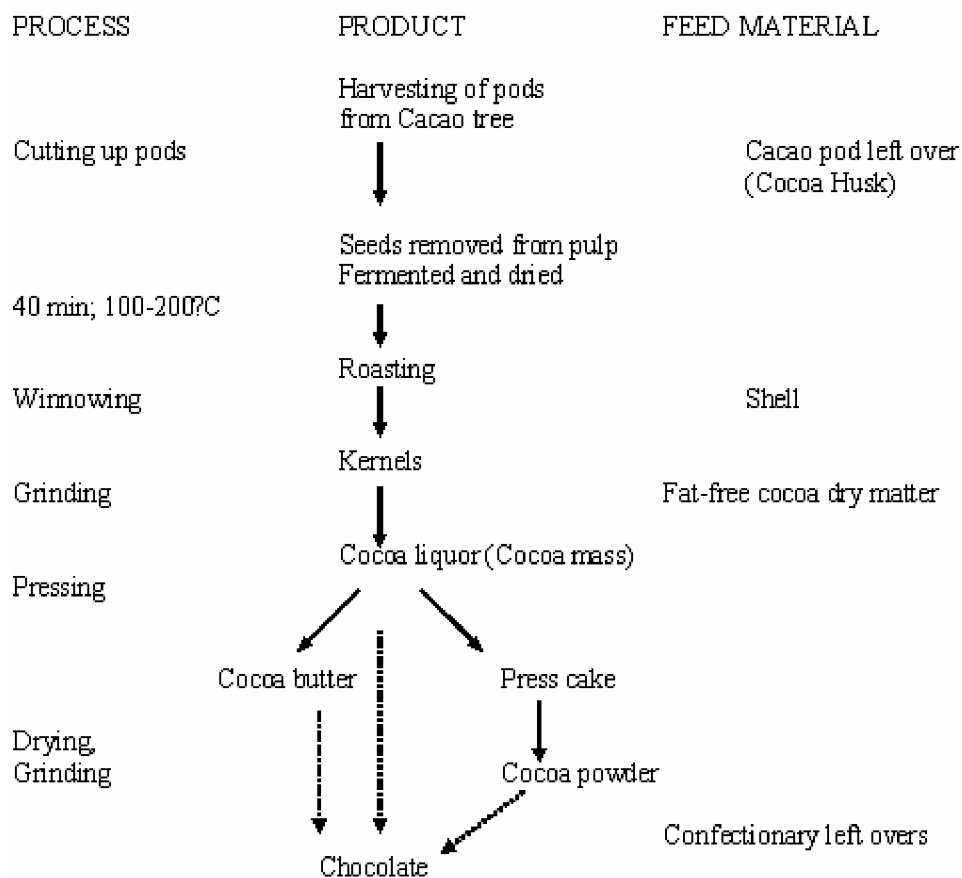 PROCESS PRODUCT FEED MATERIAL
Harvesting of pods
from Cacao tree
Cutting up pods Cacao pod left over
(Cocoa Husk)
Seeds removed from pulp
Fermented and dried
40 min; 100-200?C
Roasting
Winnowing Shell
Kernels
Grinding Fat-free cocoa dry matter
Cocoa liquor (Cocoa mass)
Pressing
Cocoa butter Press cake
Drying,
Grinding Cocoa powder
Confectionary left overs
Chocolate